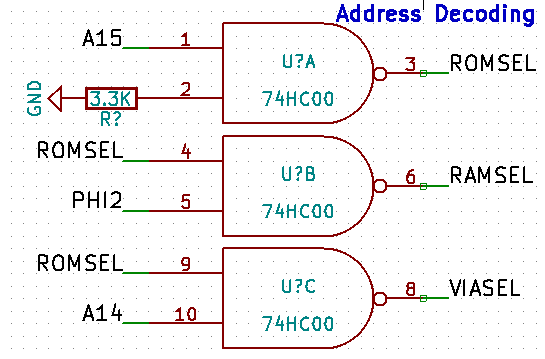 Address Decoding
A15 1 U?A 3 ROMSEL
GND 3.3K 2 74HC00
R?
ROMSEL 4 U?B 6 RAMSEL
PHI2 5 74HC00
ROMSEL 9 U?C 8 VIASEL
A14 10 74HC00